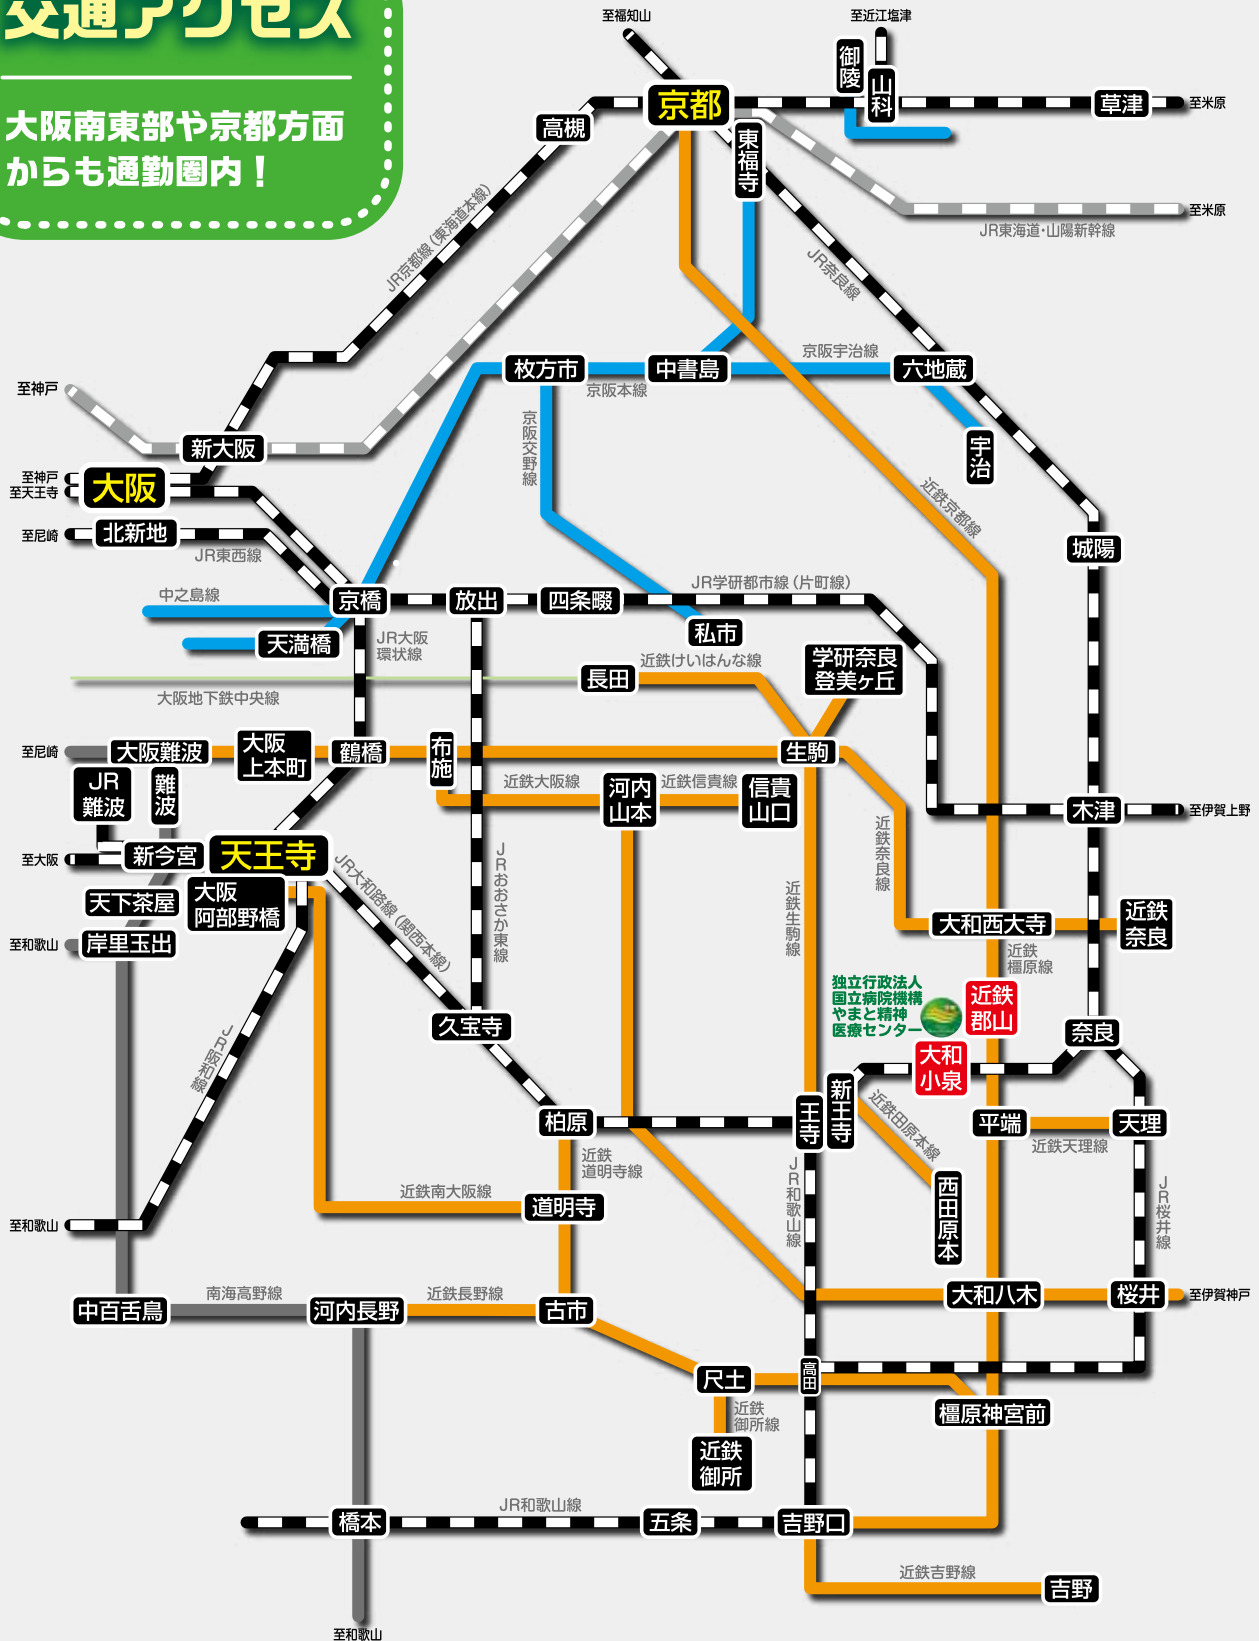 交通アクセス
大阪南東部や京都方面
からも通勤圏内！
至福知山
至近江塩津
御陵
山科
京都
草津
至米原
高槻
東福寺
至米原
JR東海道・山陽新幹線
JR京都線（東海道本線）
JR奈良線
至神戸
枚方市
中書島
京阪宇治線
六地蔵
京阪本線
京阪交野線
宇治
新大阪
至神戸
至天王寺
大阪
近鉄京都線
至尼崎
北新地
JR東西線
城陽
中之島線
京橋
放出
四条畷
JR学研都市線（片町線）
天満橋
JR大阪
環状線
私市
近鉄けいはんな線
学研奈良
登美ヶ丘
長田
大阪地下鉄中央線
至尼崎
大阪難波
大阪
上本町
鶴橋
布施
生駒
JR
難波
難波
近鉄大阪線
河内
山本
近鉄信貴線
信貴
山口
木津
至伊賀上野
近鉄奈良線
至大阪
新今宮
天王寺
JR大和路線（関西本線）
JRおおさか東線
近鉄生駒線
天下茶屋
大阪
阿部野橋
大和西大寺
近鉄
奈良
至和歌山
岸里玉出
近鉄
橿原線
独立行政法人
国立病院機構
やまと精神
医療センター
近鉄
郡山
久宝寺
奈良
JR阪和線
大和
小泉
新王寺
王寺
柏原
近鉄田原本線
平端
天理
近鉄天理線
近鉄
道明寺線
JR和歌山線
西田原本
JR桜井線
近鉄南大阪線
道明寺
至和歌山
中百舌鳥
南海高野線
河内長野
近鉄長野線
古市
大和八木
桜井
至伊賀神戸
尺土
高田
近鉄
御所線
橿原神宮前
近鉄
御所
橋本
JR和歌山線
五条
吉野口
近鉄吉野線
吉野
至和歌山